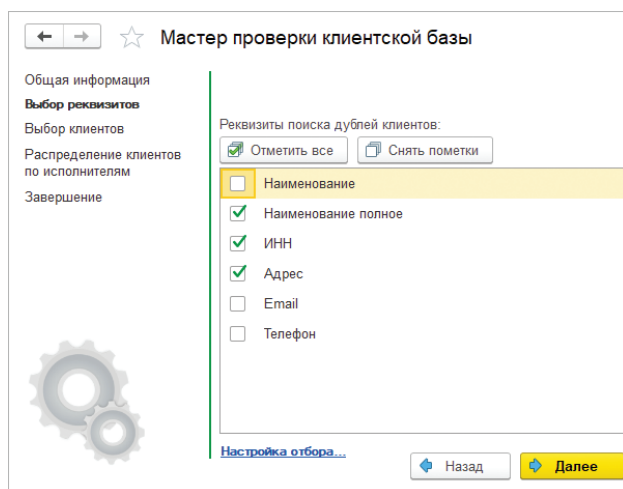 Мастер проверки клиентской базы
Общая информация
Выбор реквизитов
Выбор клиентов
Распределение клиентов
по исполнителям
Завершение
Реквизиты поиска дублей клиентов:
Отметить все
Снять пометки
Наименование
Наименование полное
ИНН
Адрес
Email
Телефон
Настройка отбора...
Назад
Далее